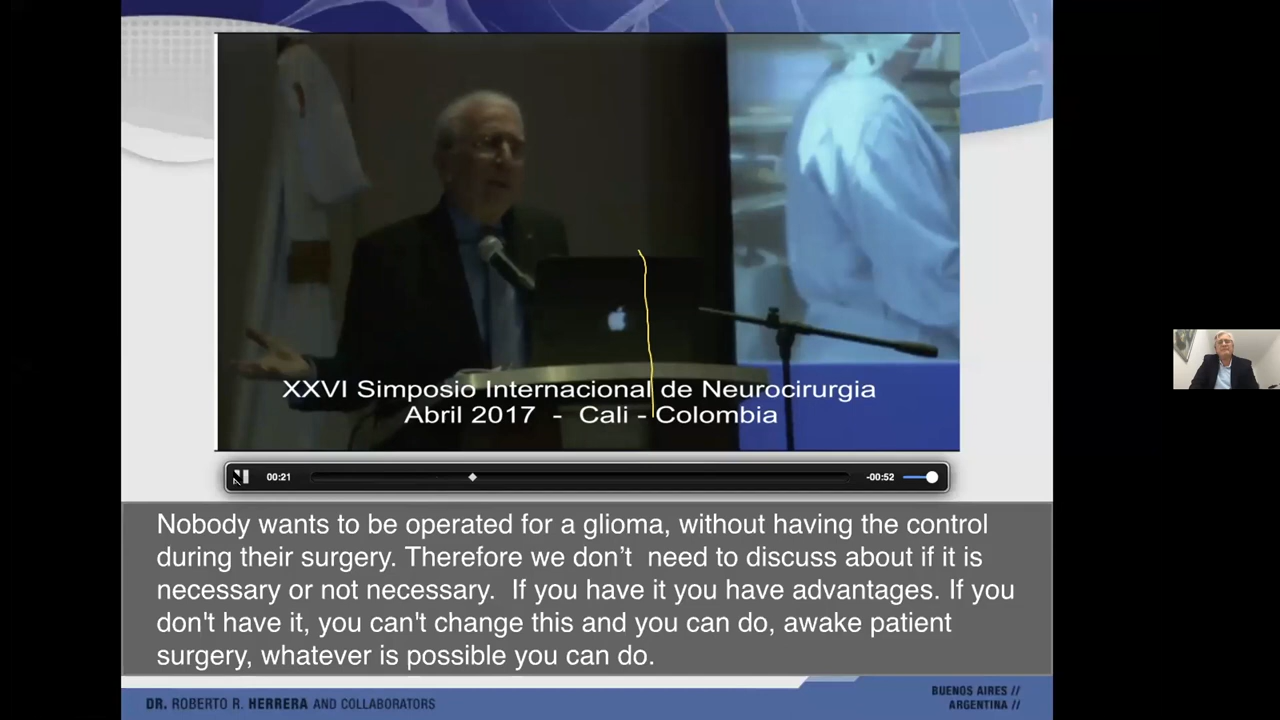 XXVI Simposio Internacional de Neurocirurgia
Abril 2017 - Cali - Colombia
00:21
-00:52
Nobody wants to be operated for a glioma, without having the control
during their surgery. Therefore we don’t need to discuss about if it is
necessary or not necessary. If you have it you have advantages. If you
don't have it, you can't change this and you can do, awake patient
surgery, whatever is possible you can do.
DR. ROBERTO R. HERRERA AND COLLABORATORS
BUENOS AIRES //
ARGENTINA //